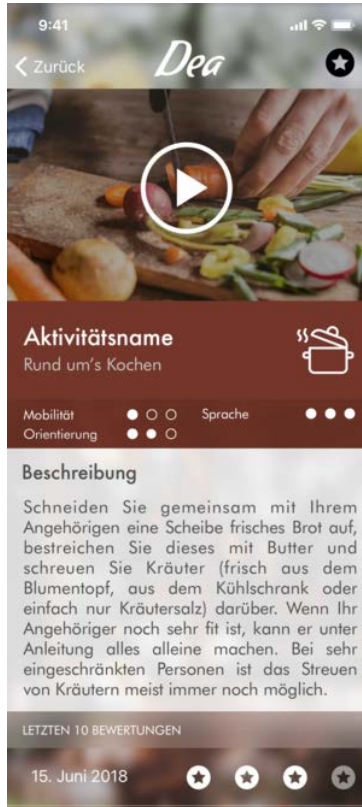 9:41
Zurück
Dea
Aktivitätsname
Rund um's Kochen
Mobilität
Sprache
Orientierung
Beschreibung
Schneiden Sie gemeinsam mit Ihrem
Angehörigen eine Scheibe frisches Brot auf,
bestreichen Sie dieses mit Butter und
schreuen Sie Kräuter (frisch aus dem
Blumentopf, aus dem Kühlschrank oder
einfach nur Kräutersalz) darüber. Wenn Ihr
Angehöriger noch sehr fit ist, kann er unter
Anleitung alles alleine machen. Bei sehr
eingeschränkten Personen ist das Streuen
von Kräutern meist immer noch möglich.
LETZTEN 10 BEWERTUNGEN
15. Juni 2018